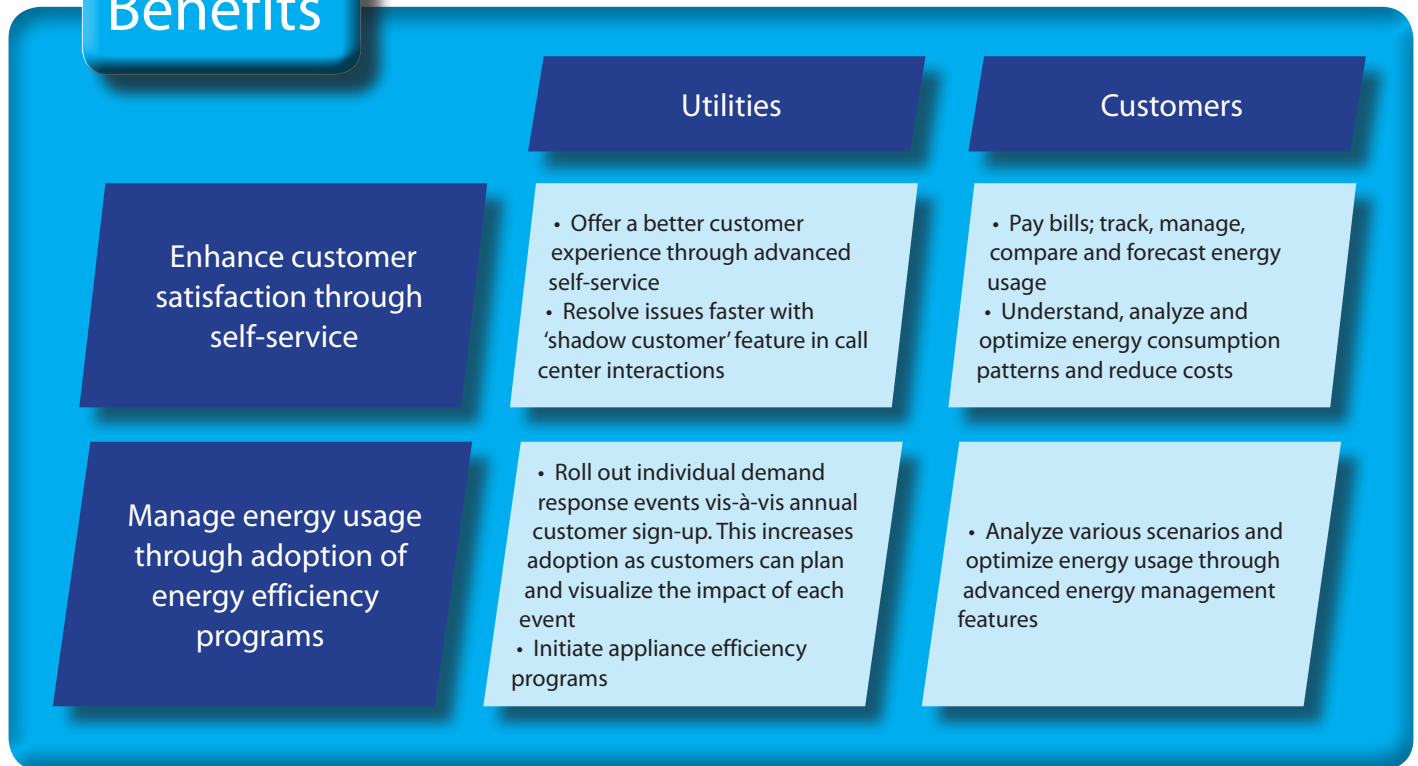 Benefits
Utilities
Customers
Enhance customer
satisfaction through
self-service
• Offer a better customer
experience through advanced
self-service
• Resolve issues faster with
‘shadow customer’ feature in call
center interactions
• Pay bills; track, manage,
compare and forecast energy
usage
• Understand, analyze and
optimize energy consumption
patterns and reduce costs
Manage energy usage
through adoption of
energy efficiency
programs
• Roll out individual demand
response events vis-à-vis annual
customer sign-up. This increases
adoption as customers can plan
and visualize the impact of each
event
• Initiate appliance efficiency
programs
• Analyze various scenarios and
optimize energy usage through
advanced energy management
features